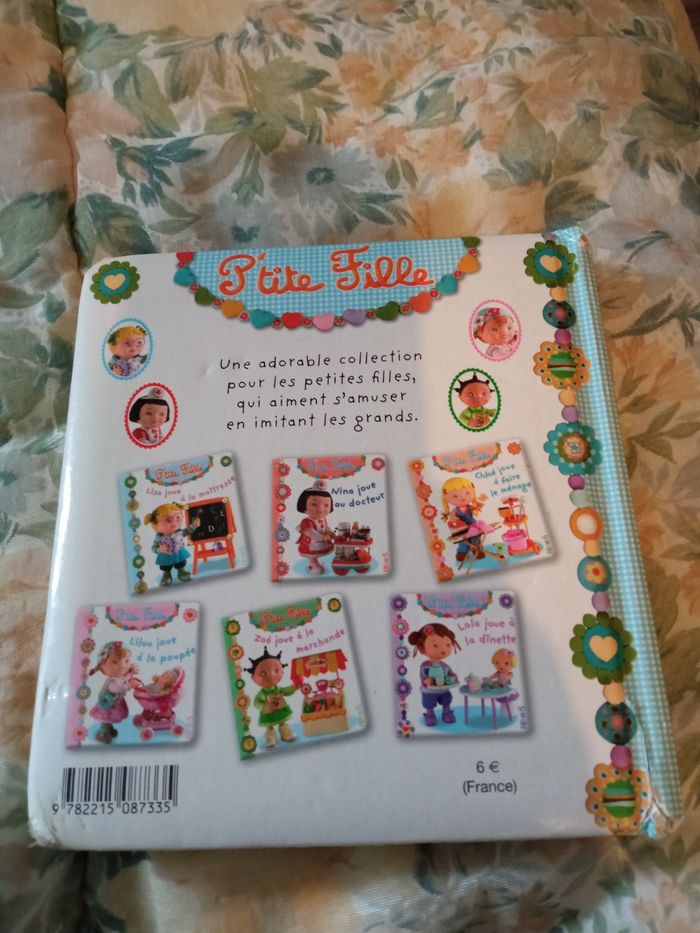 P'tite Fille
Une adorable collection
pour les petites filles,
qui aiment s'amuser
en imitant les grands.
P'tite Fille
Liza joue
à la maîtresse
P'tite Fille
Nina joue
au docteur
P'tite Fille
Chloé joue
à faire
le ménage
P'tite Fille
Lilou joue
à la poupée
P'tite Fille
Zoé joue à la
marchande
P'tite Fille
Lola joue à
la dînette
9 782215 087335
6 €
(France)